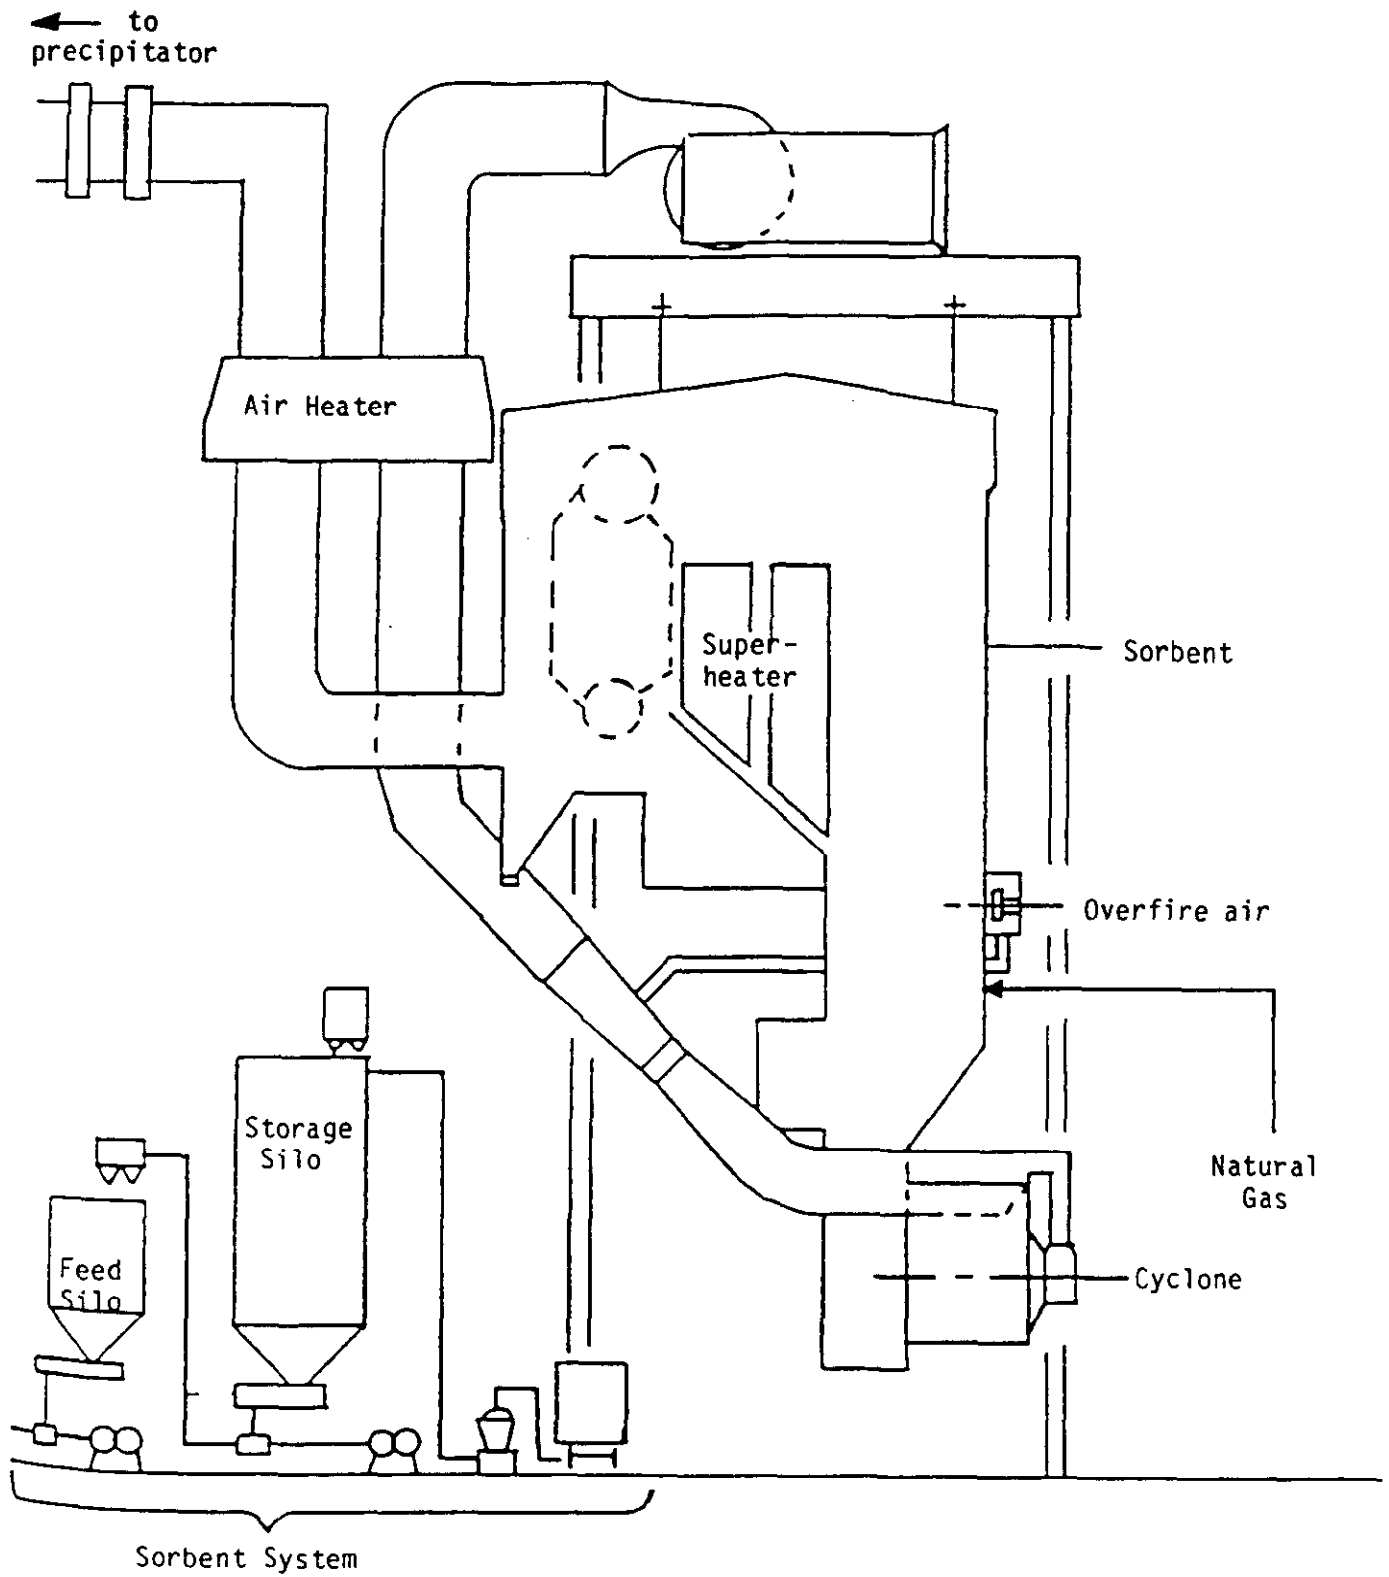 to
precipitator
Air Heater
Super-
heater
Sorbent
Overfire air
Storage
Silo
Natural
Gas
Feed
Silo
Cyclone
Sorbent System